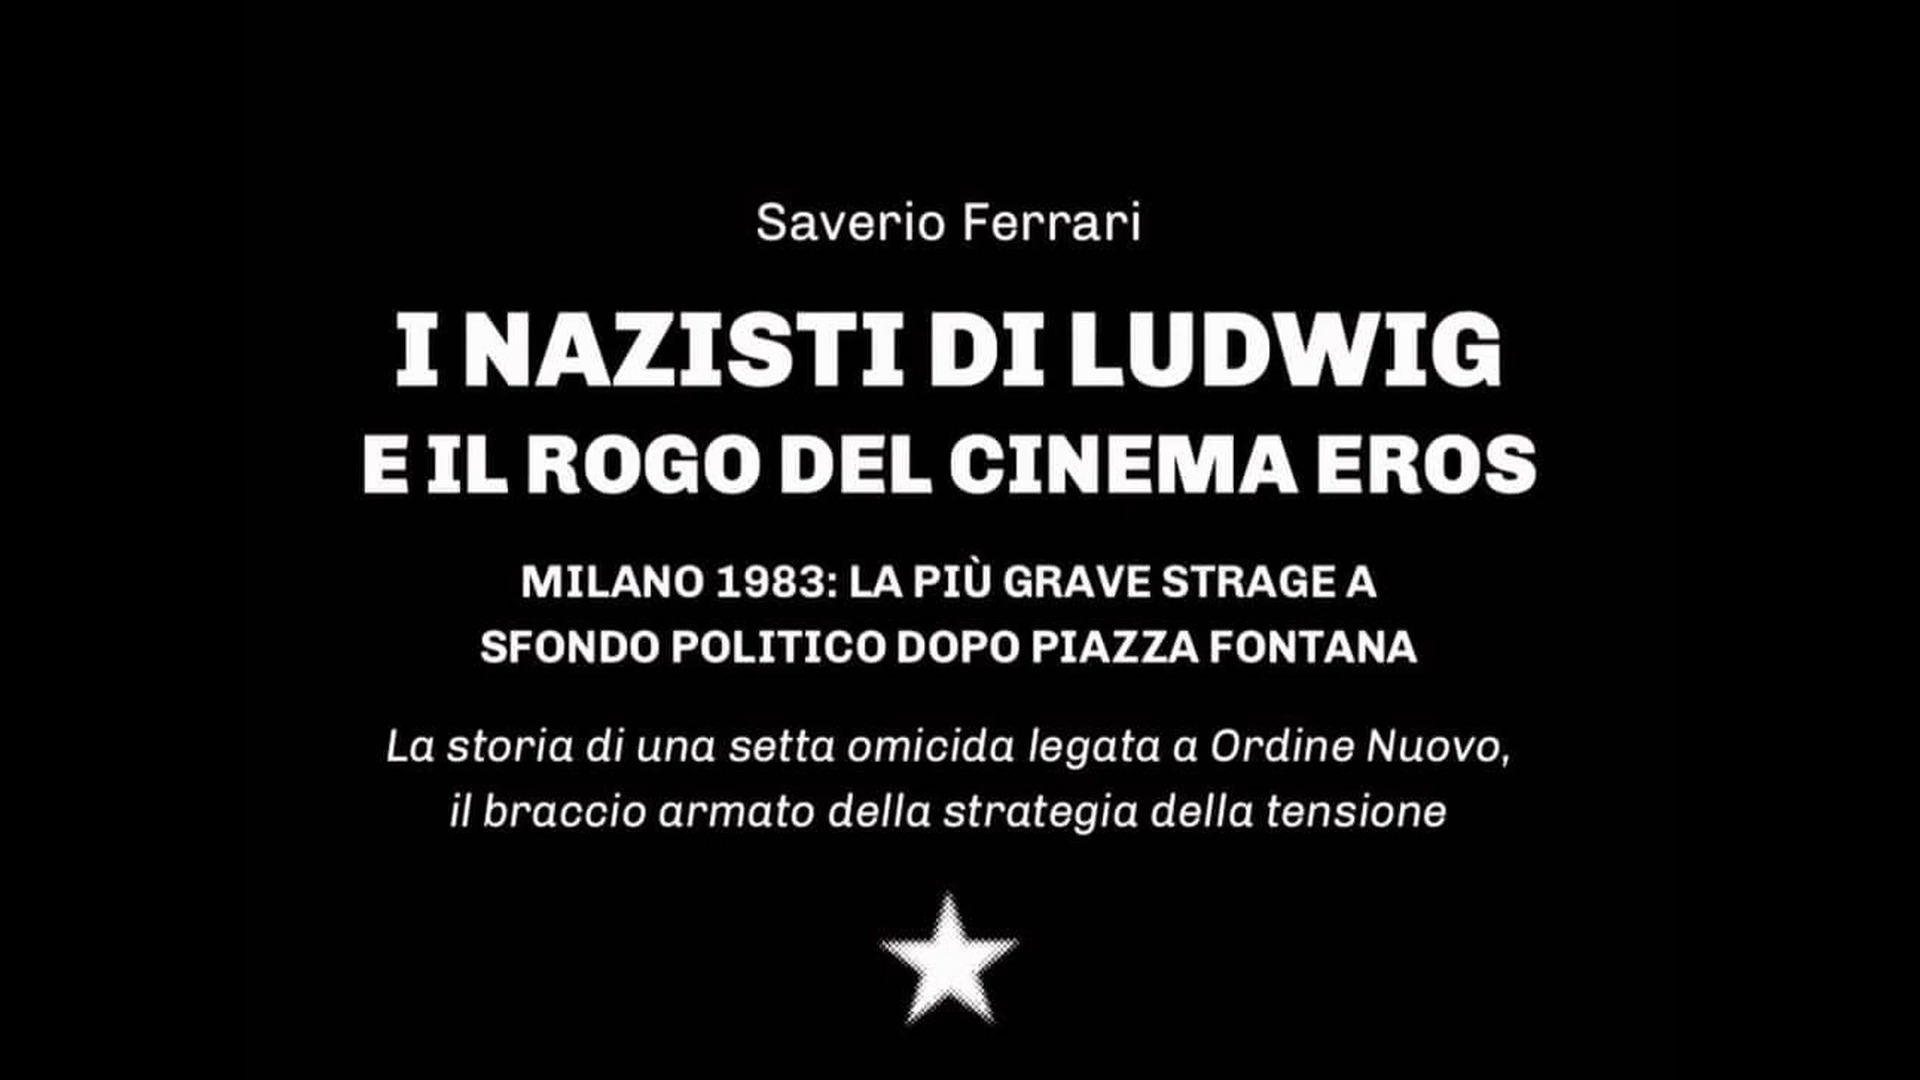 Saverio Ferrari
I NAZISTI DI LUDWIG
E IL ROGO DEL CINEMA EROS
MILANO 1983: LA PIÙ GRAVE STRAGE A
SFONDO POLITICO DOPO PIAZZA FONTANA
La storia di una setta omicida legata a Ordine Nuovo,
il braccio armato della strategia della tensione